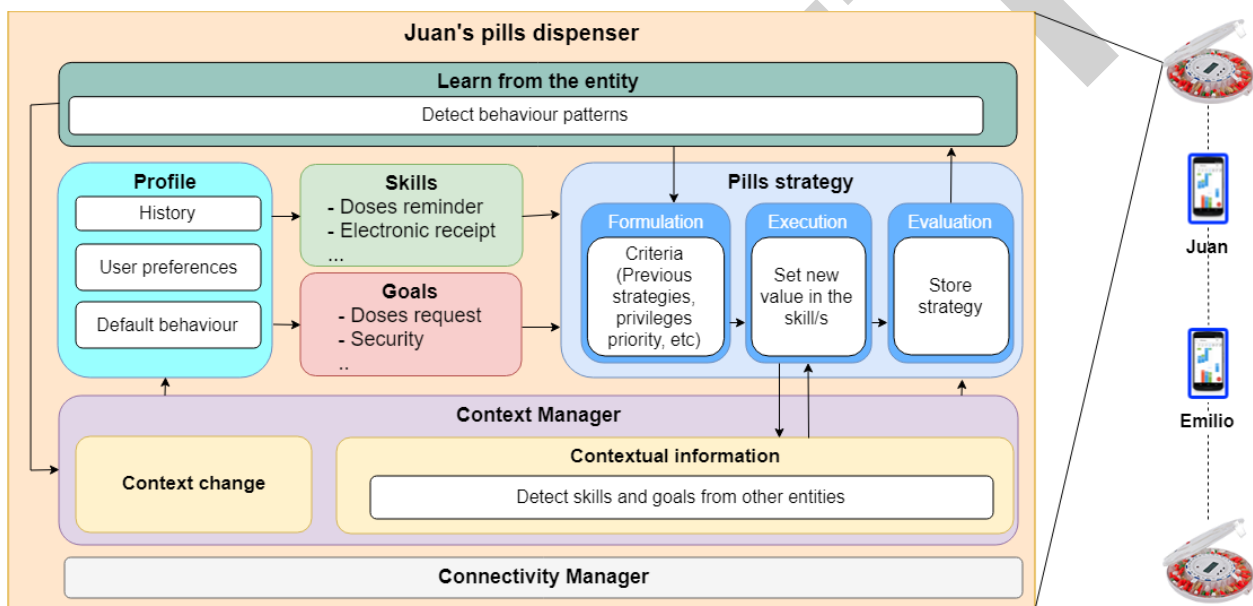 Juan's pills dispenser
Learn from the entity
Detect behaviour patterns
Profile
History
User preferences
Default behaviour
Skills
- Doses reminder
- Electronic receipt
...
Goals
- Doses request
- Security
..
Pills strategy
Formulation
Criteria
(Previous
strategies,
privileges
priority, etc)
Execution
Set new
value in the
skill/s
Evaluation
Store
strategy
Context Manager
Context change
Contextual information
Detect skills and goals from other entities
Connectivity Manager
Juan
Emilio